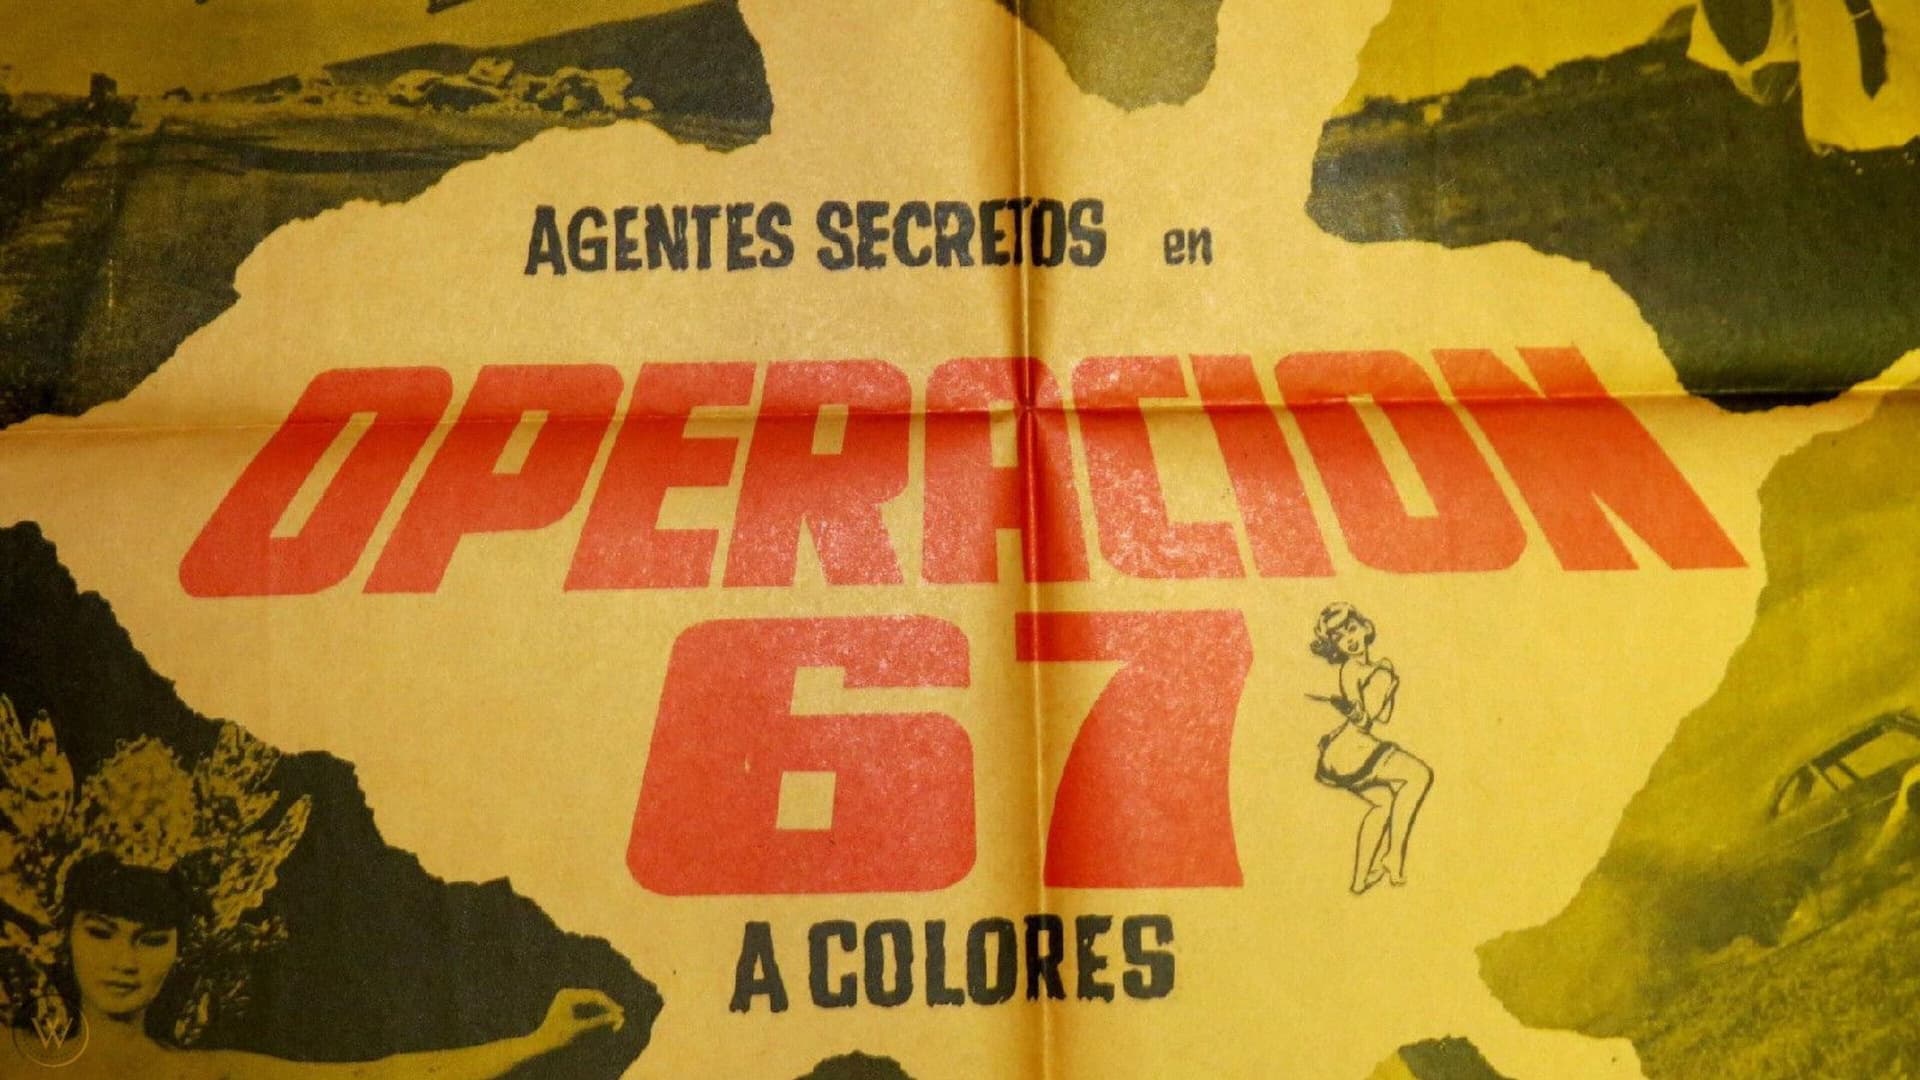 AGENTES SECRETOS en
OPERACION
67
A COLORES
W